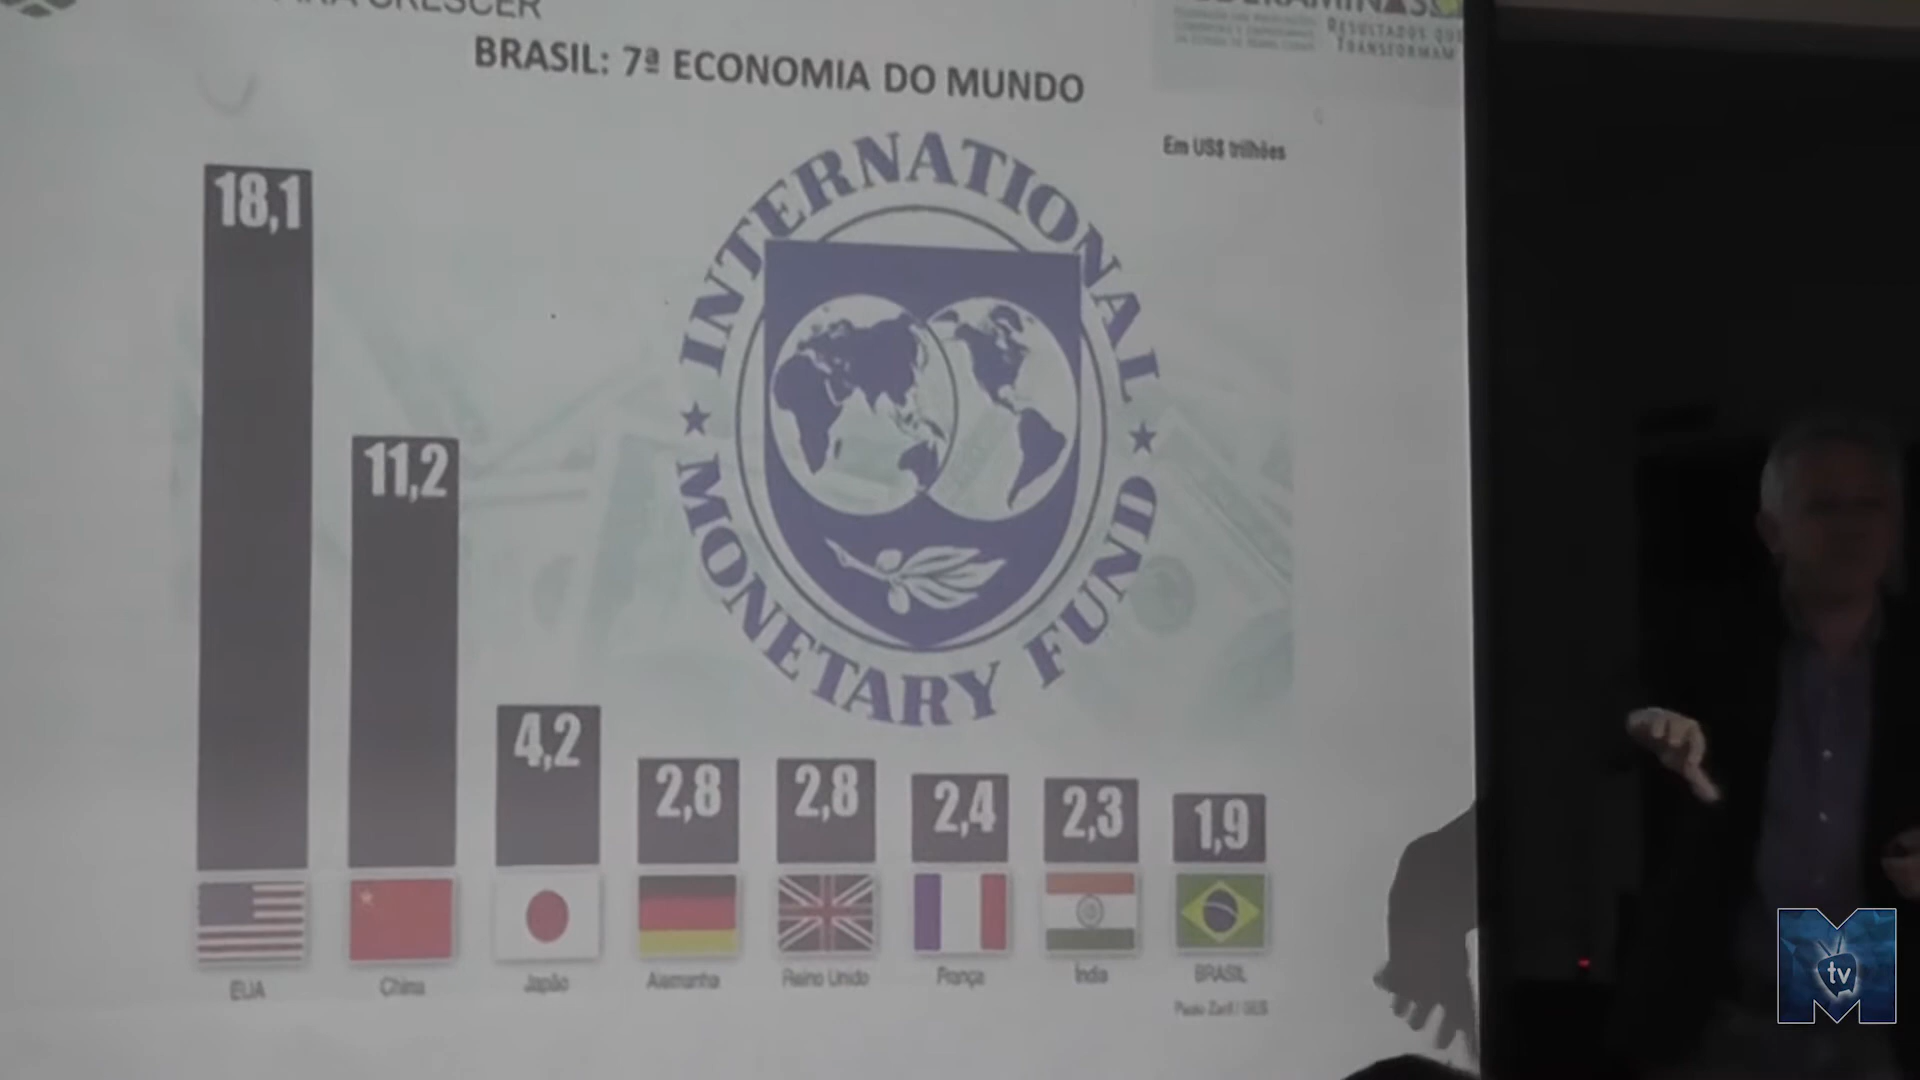 CRESCER
RESULTADOS QUE
TRANSFORMAM
BRASIL: 7ª ECONOMIA DO MUNDO
Em US$ trilhões
INTERNATIONAL
MONETARY FUND
18,1
11,2
4,2
2,8
2,8
2,4
2,3
1,9
EUA
China
Japão
Alemanha
Reino Unido
França
Índia
BRASIL
M
tv